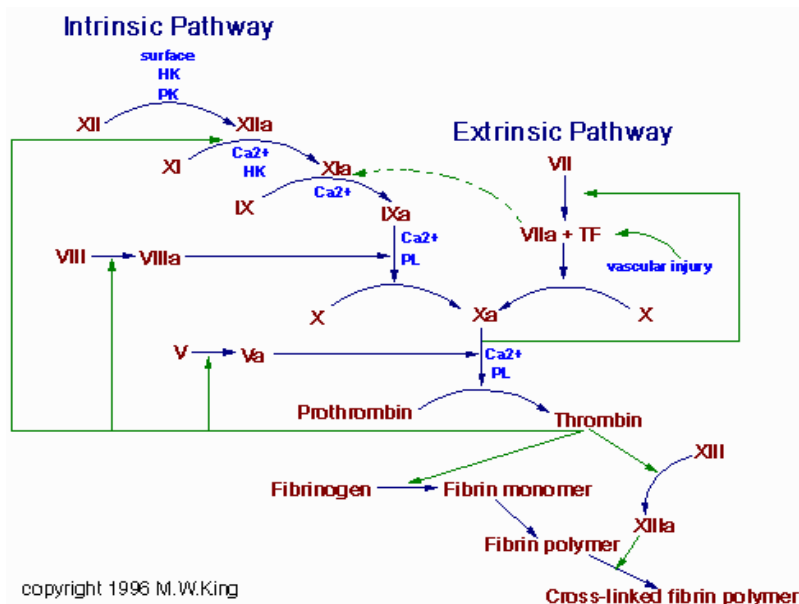 Intrinsic Pathway
surface
HK
PK
XII
XIIa
Extrinsic Pathway
XI
Ca2+
HK
XIa
VII
IX
Ca2+
IXa
VIIa + TF
Ca2+
PL
VIII
VIIIa
vascular injury
X
Xa
X
V
Va
Ca2+
PL
Prothrombin
Thrombin
XIII
Fibrinogen
Fibrin monomer
XIIIa
Fibrin polymer
copyright 1996 M.W.King
Cross-linked fibrin polymer